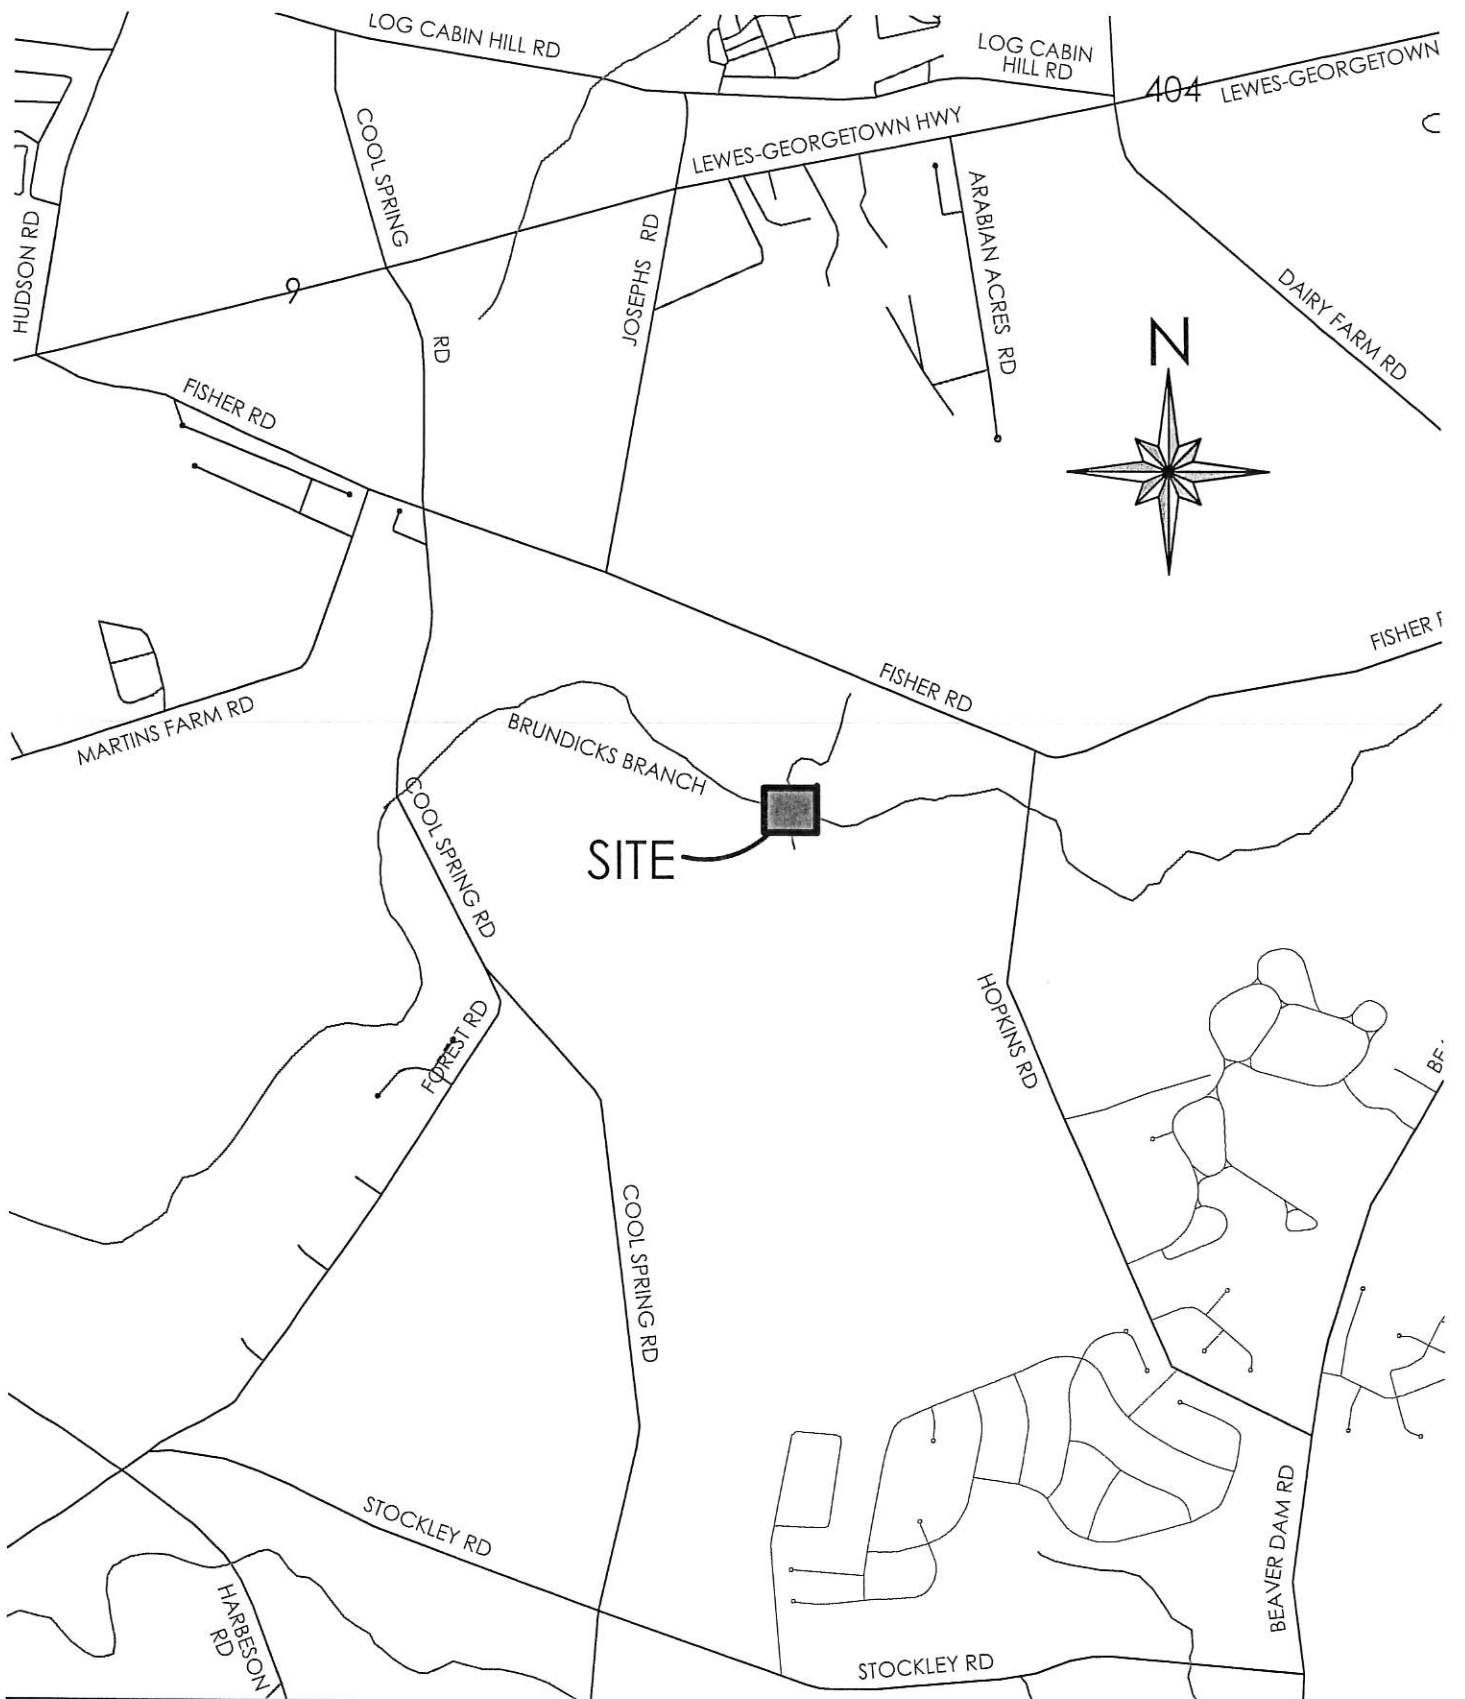 LOG CABIN HILL RD
LOG CABIN
HILL RD
404
LEWES-GEORGETOWN
LEWES-GEORGETOWN HWY
COOL SPRING
RD
HUDSON RD
9
JOSEPHS RD
ARABIAN ACRES RD
DAIRY FARM RD
N
FISHER RD
FISHER
FISHER RD
MARTINS FARM RD
BRUNDICKS BRANCH
COOL SPRING RD
SITE
HOPKINS RD
FOREST RD
COOL SPRING RD
STOCKLEY RD
HARBESON
RD
BEAVER DAM RD
STOCKLEY RD